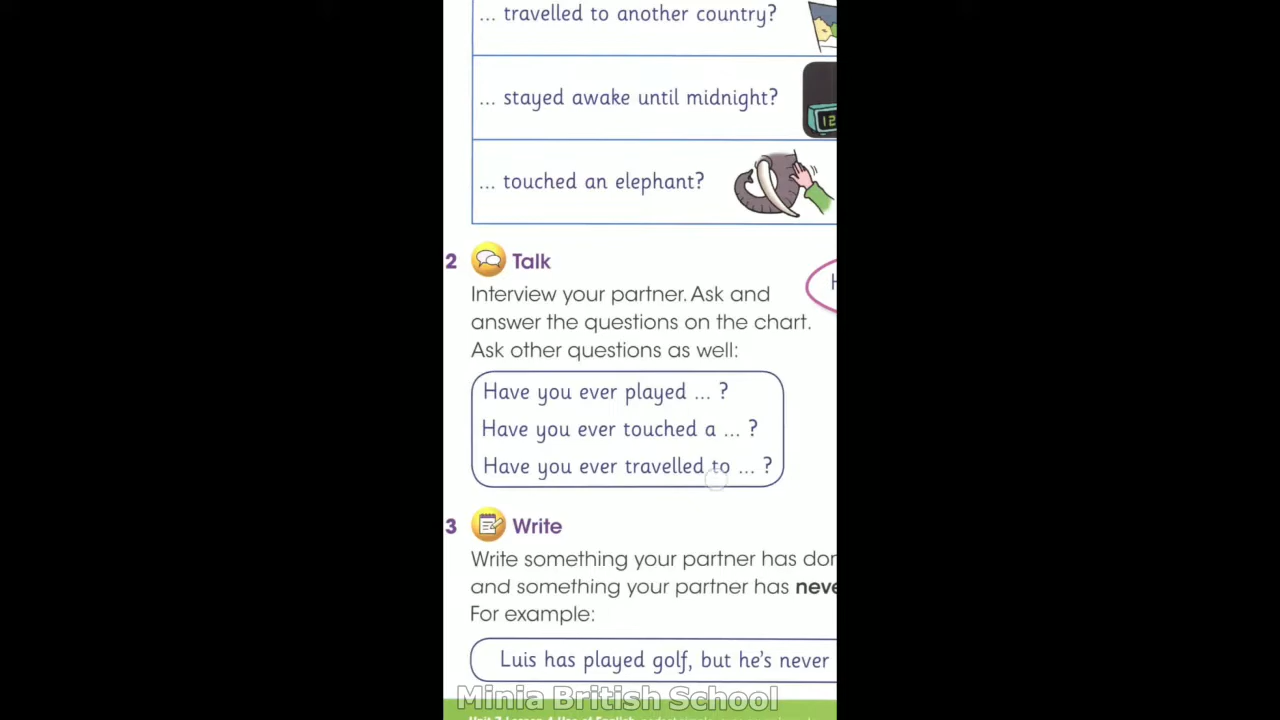 ... travelled to another country?
... stayed awake until midnight?
12
... touched an elephant?
2 Talk
Interview your partner. Ask and
answer the questions on the chart.
Ask other questions as well:
Have you ever played ... ?
Have you ever touched a ... ?
Have you ever travelled to ... ?
3 Write
Write something your partner has
and something your partner has
For example:
Luis has played golf, but he's never
Minia British School